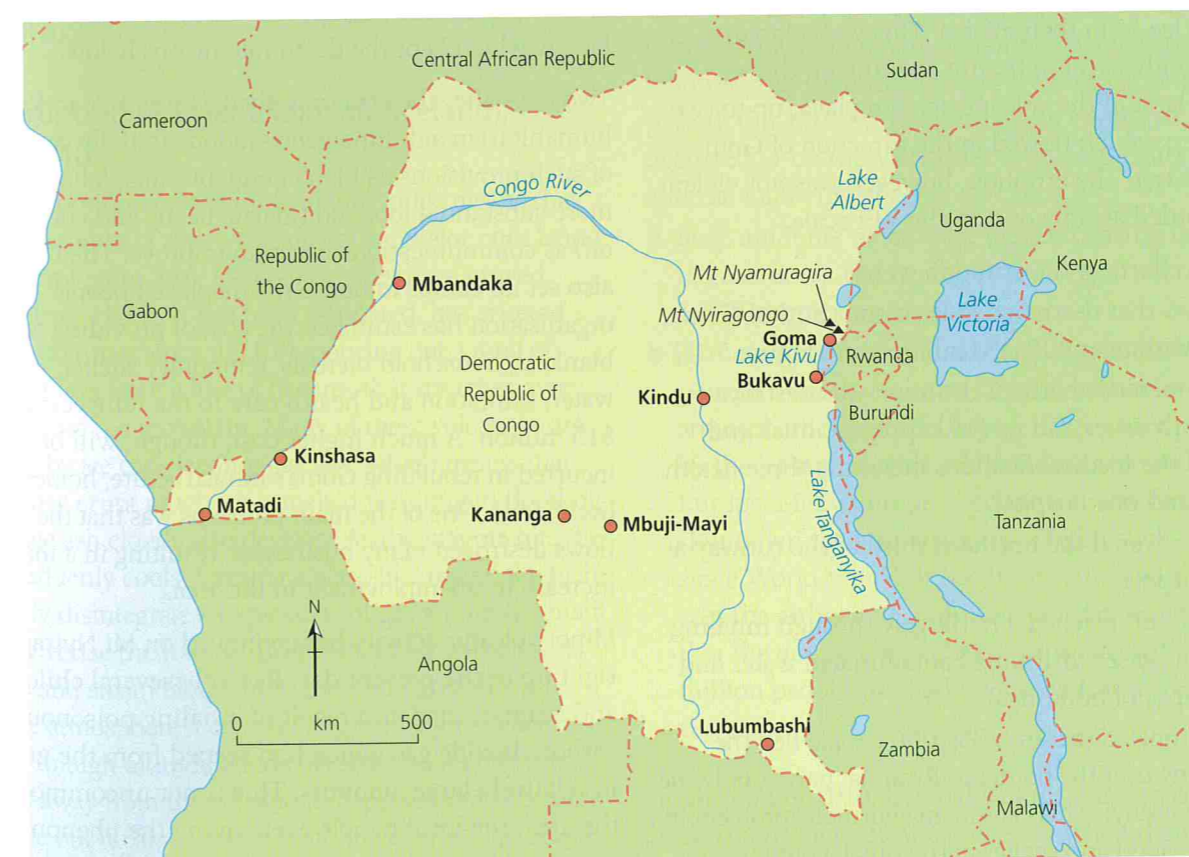 Central African Republic
Sudan
Cameroon
Congo River
Lake
Albert
Uganda
Republic of
the Congo
Mt Nyamuragira
Kenya
Mbandaka
Gabon
Mt Nyiragongo
Lake
Victoria
Goma
Lake Kivu
Rwanda
Democratic
Republic of
Congo
Bukavu
Kindu
Burundi
Kinshasa
Matadi
Kananga
Mbuji-Mayi
Lake Tanganyika
Tanzania
N
Angola
0 km 500
Lubumbashi
Zambia
Malawi